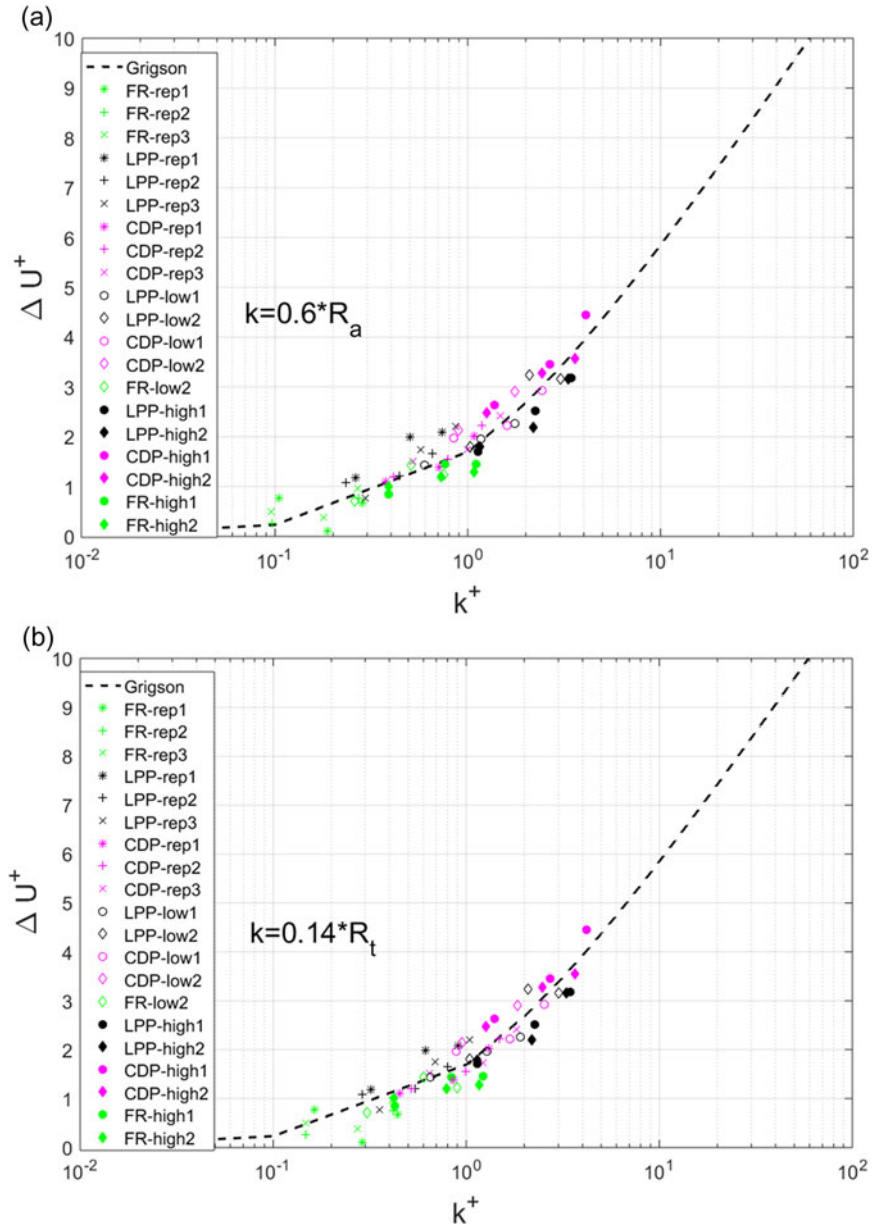 (a)
10
9
8
7
6
5
4
3
2
1
0
Δ U+
Grigson
FR-rep1
FR-rep2
FR-rep3
LPP-rep1
LPP-rep2
LPP-rep3
CDP-rep1
CDP-rep2
CDP-rep3
LPP-low1
LPP-low2
CDP-low1
CDP-low2
FR-low2
LPP-high1
LPP-high2
CDP-high1
CDP-high2
FR-high1
FR-high2
k=0.6*Ra
10-2 10-1 100 101 102
k+
(b)
10
9
8
7
6
5
4
3
2
1
0
Δ U+
Grigson
FR-rep1
FR-rep2
FR-rep3
LPP-rep1
LPP-rep2
LPP-rep3
CDP-rep1
CDP-rep2
CDP-rep3
LPP-low1
LPP-low2
CDP-low1
CDP-low2
FR-low2
LPP-high1
LPP-high2
CDP-high1
CDP-high2
FR-high1
FR-high2
k=0.14*Rt
10-2 10-1 100 101 102
k+